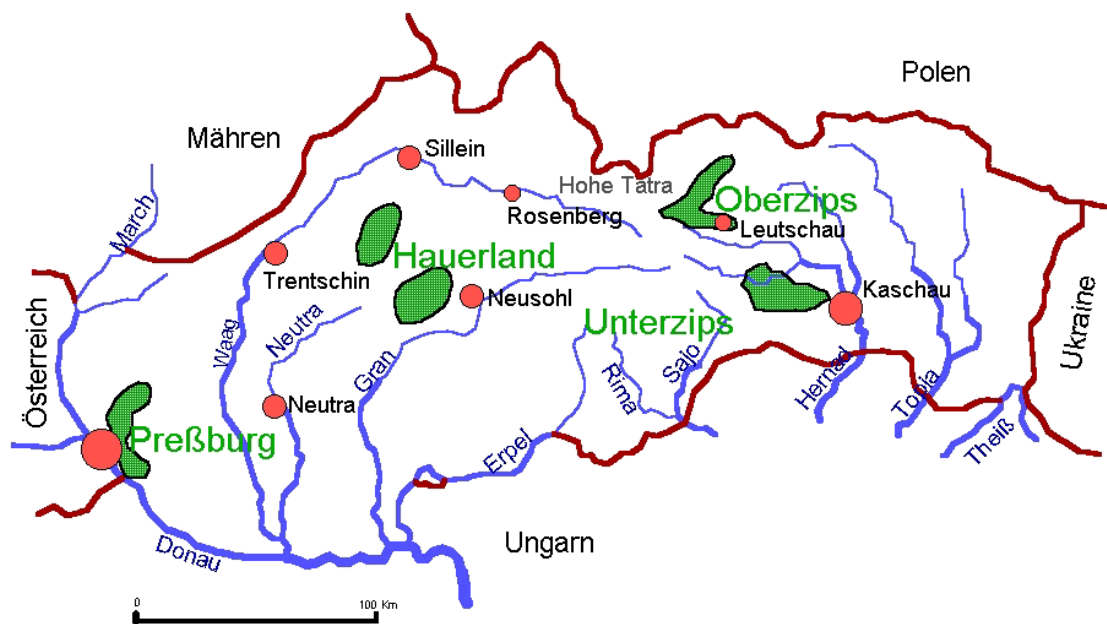 Polen
Mähren
Sillein
Hohe Tatra
Oberzips
Rosenberg
Leutschau
March
Hauerland
Trentschin
Neusohl
Kaschau
Unterzips
Ukraine
Österreich
Waag
Neutra
Gran
Rima
Sajo
Hernad
Topla
Theiß
Neutra
Preßburg
Erpel
Donau
Ungarn
0
100 Km